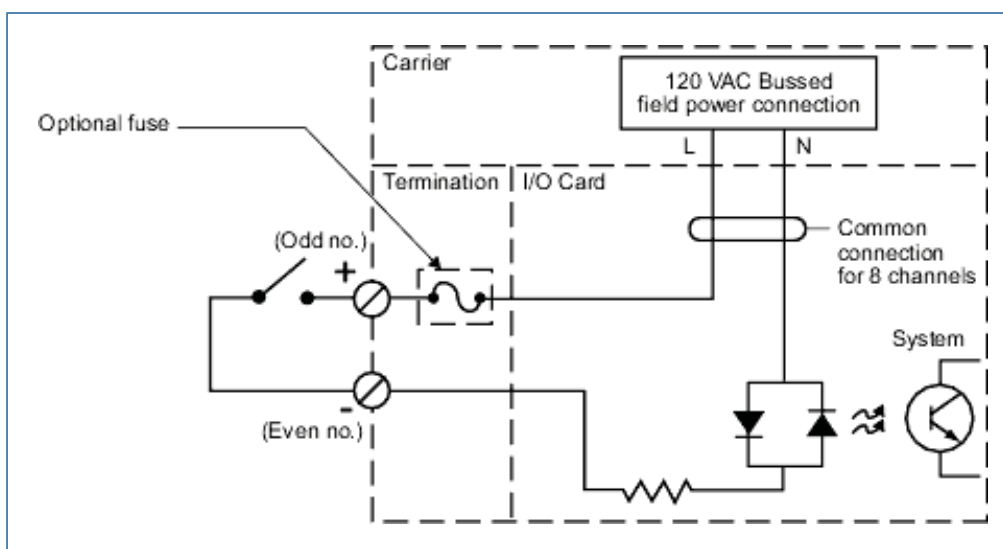 Carrier
120 VAC Bussed
field power connection
Optional fuse
L
N
Termination
I/O Card
(Odd no.)
+
Common
connection
for 8 channels
System
-
(Even no.)